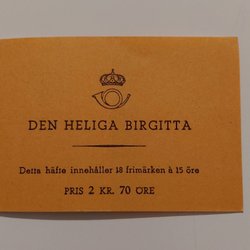 DEN HELIGA BIRGITTA
Detta häfte innehåller 18 frimärken à 15 öre
PRIS 2 KR. 70 ÖRE